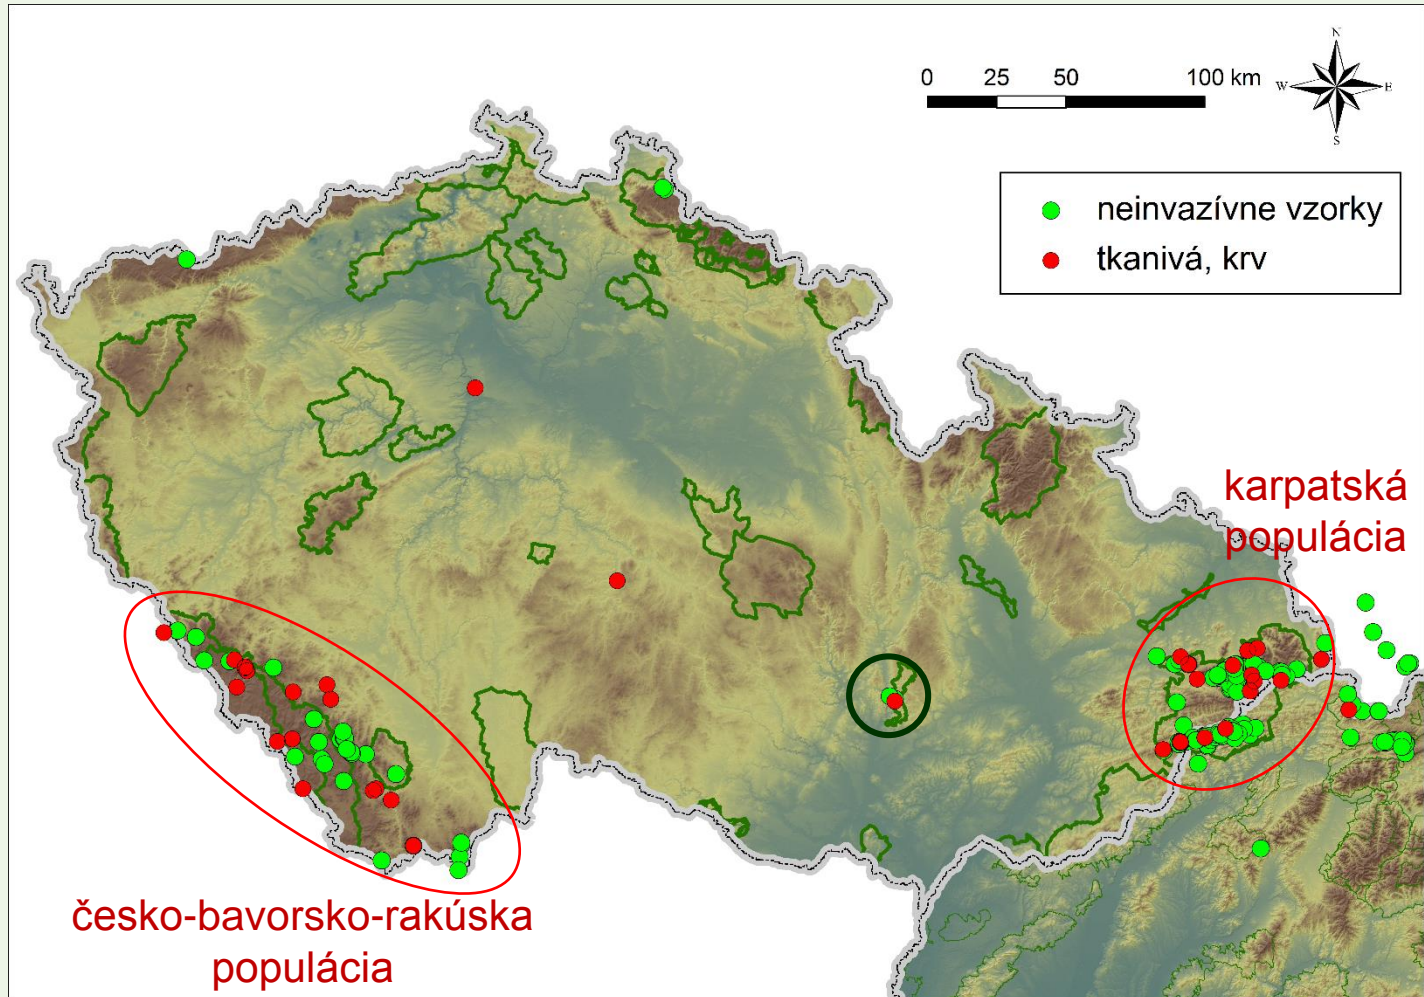 0 25 50 100 km
N
W E
S
neinvazívne vzorky
tkanivá, krv
karpatská
populácia
česko-bavorsko-rakúska
populácia